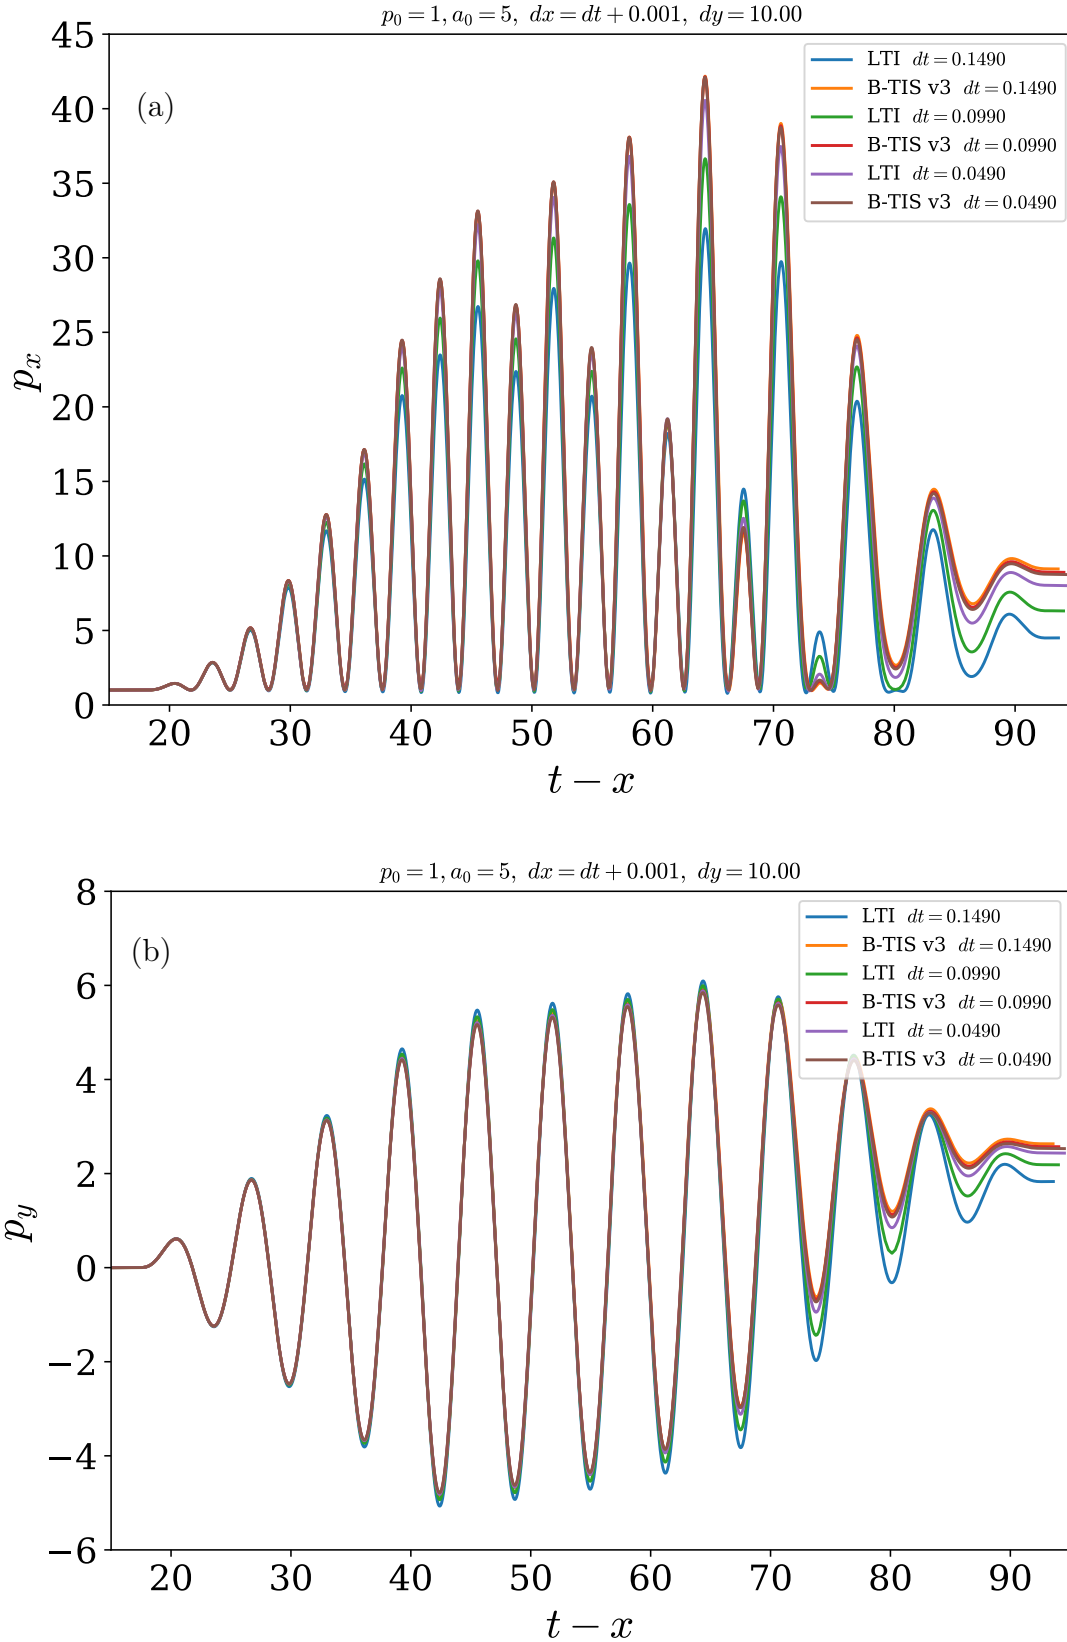 p₀ = 1, a₀ = 5, dx = dt + 0.001, dy = 10.00
45
40
35
30
25
20
15
10
5
0
pₓ
(a)
LTI dt = 0.1490
B-TIS v3 dt = 0.1490
LTI dt = 0.0990
B-TIS v3 dt = 0.0990
LTI dt = 0.0490
B-TIS v3 dt = 0.0490
20 30 40 50 60 70 80 90
t − x
p₀ = 1, a₀ = 5, dx = dt + 0.001, dy = 10.00
8
6
4
2
0
−2
−4
−6
p_y
(b)
LTI dt = 0.1490
B-TIS v3 dt = 0.1490
LTI dt = 0.0990
B-TIS v3 dt = 0.0990
LTI dt = 0.0490
B-TIS v3 dt = 0.0490
20 30 40 50 60 70 80 90
t − x